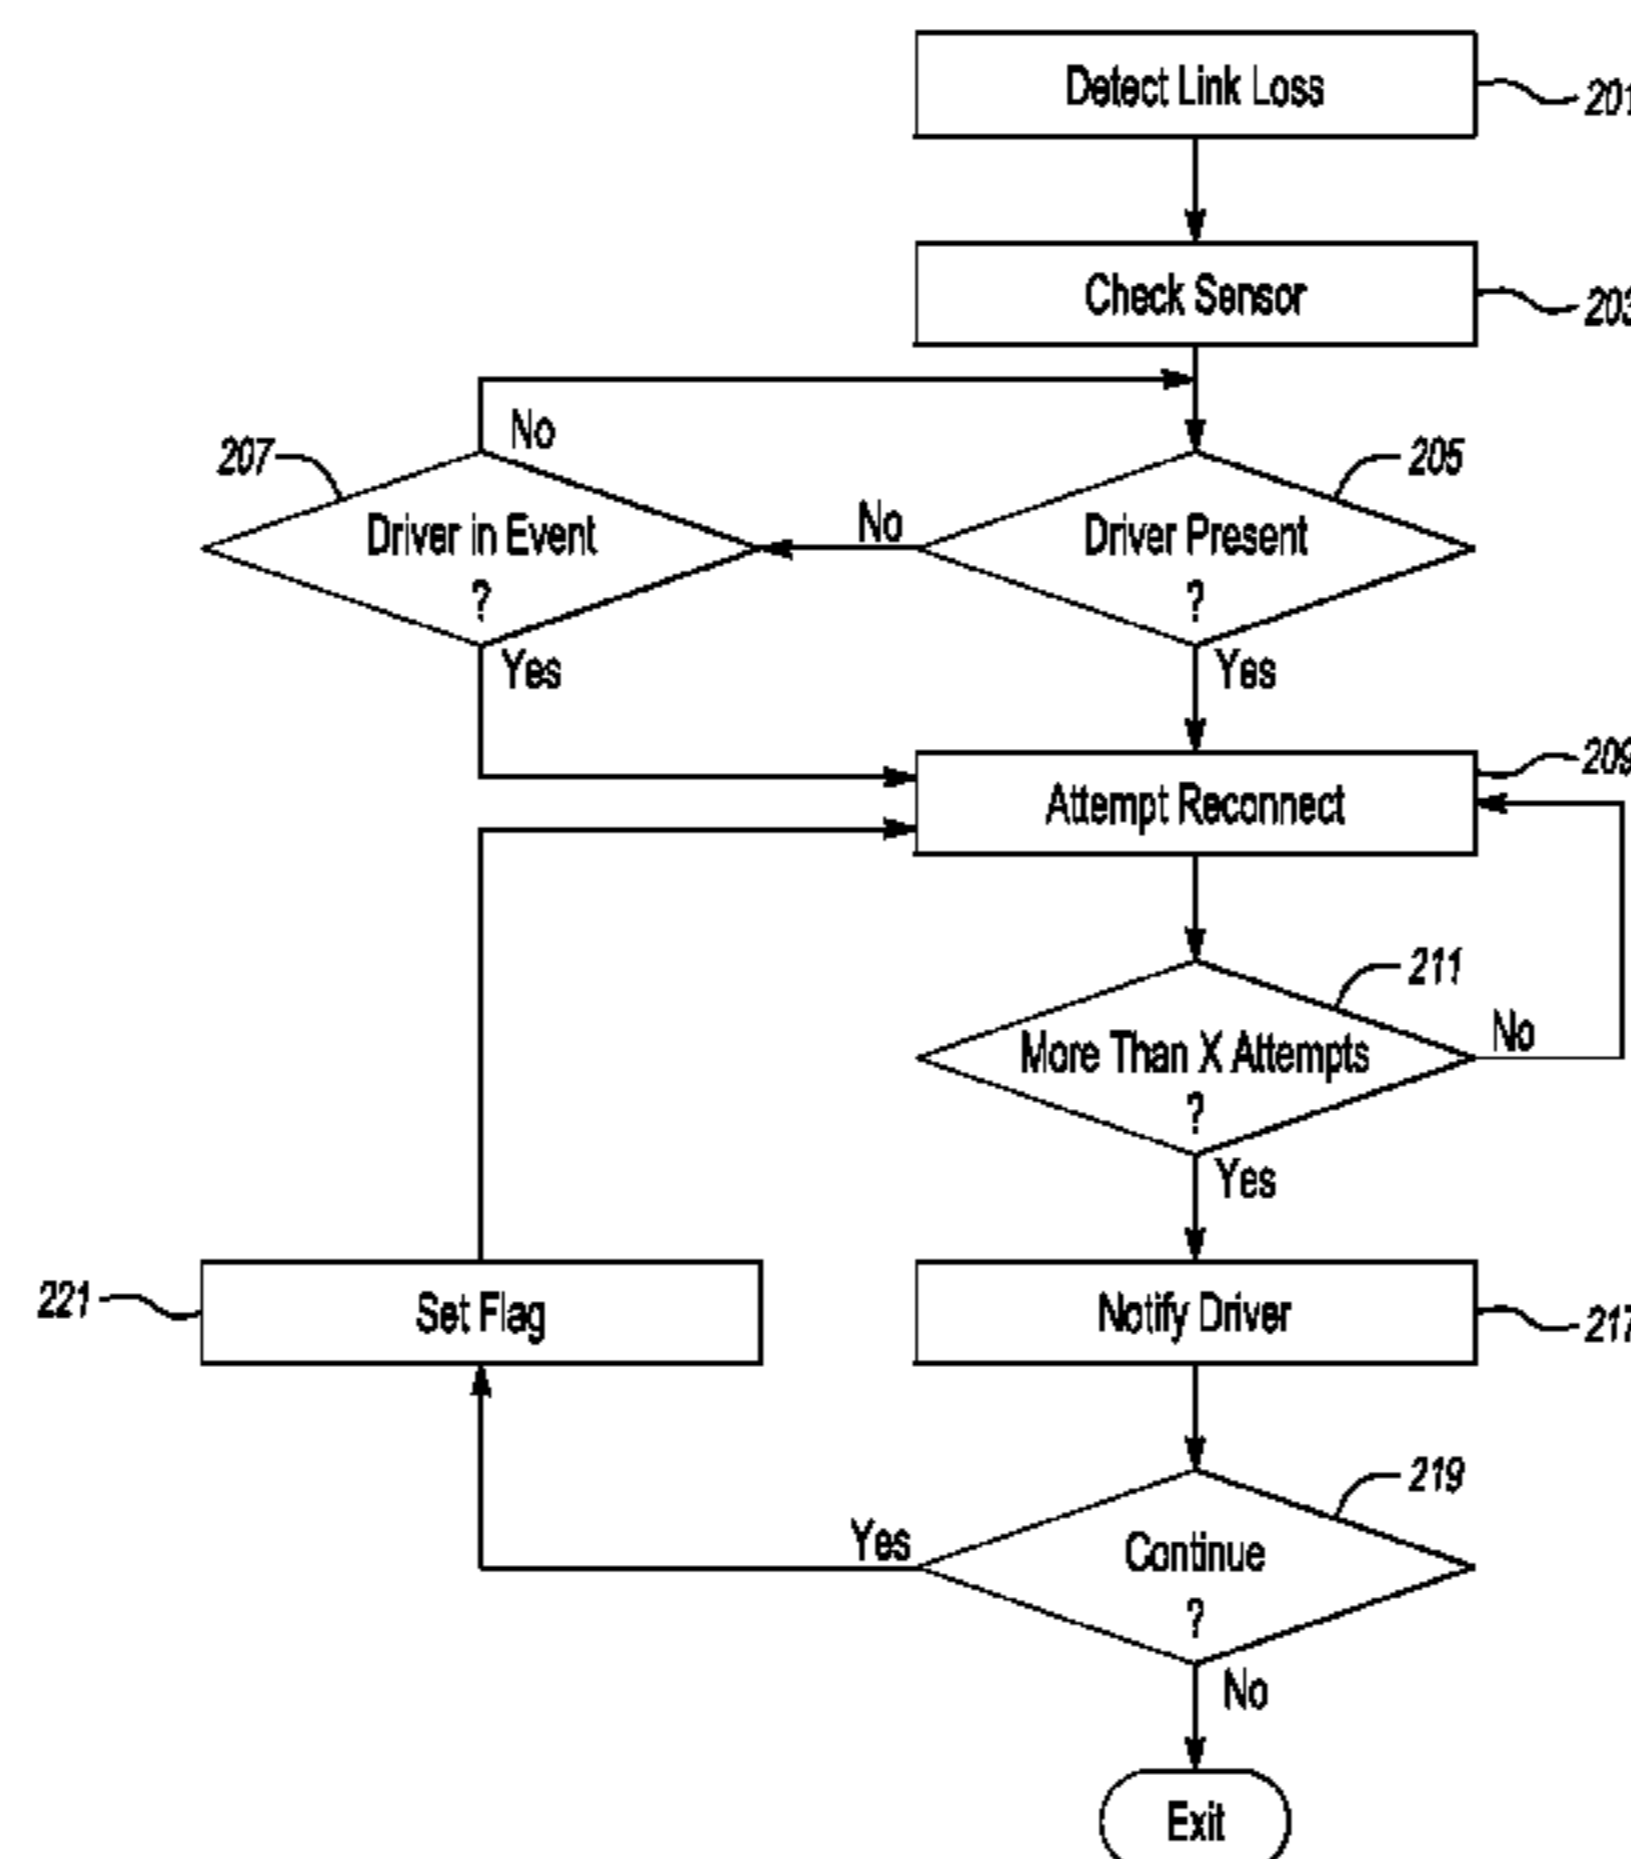 Detect Link Loss
201
Check Sensor
203
No
207
205
Driver in Event
?
No
Driver Present
?
Yes
Yes
209
Attempt Reconnect
211
More Than X Attempts
?
No
Yes
221
Set Flag
Notify Driver
217
219
Yes
Continue
?
No
Exit